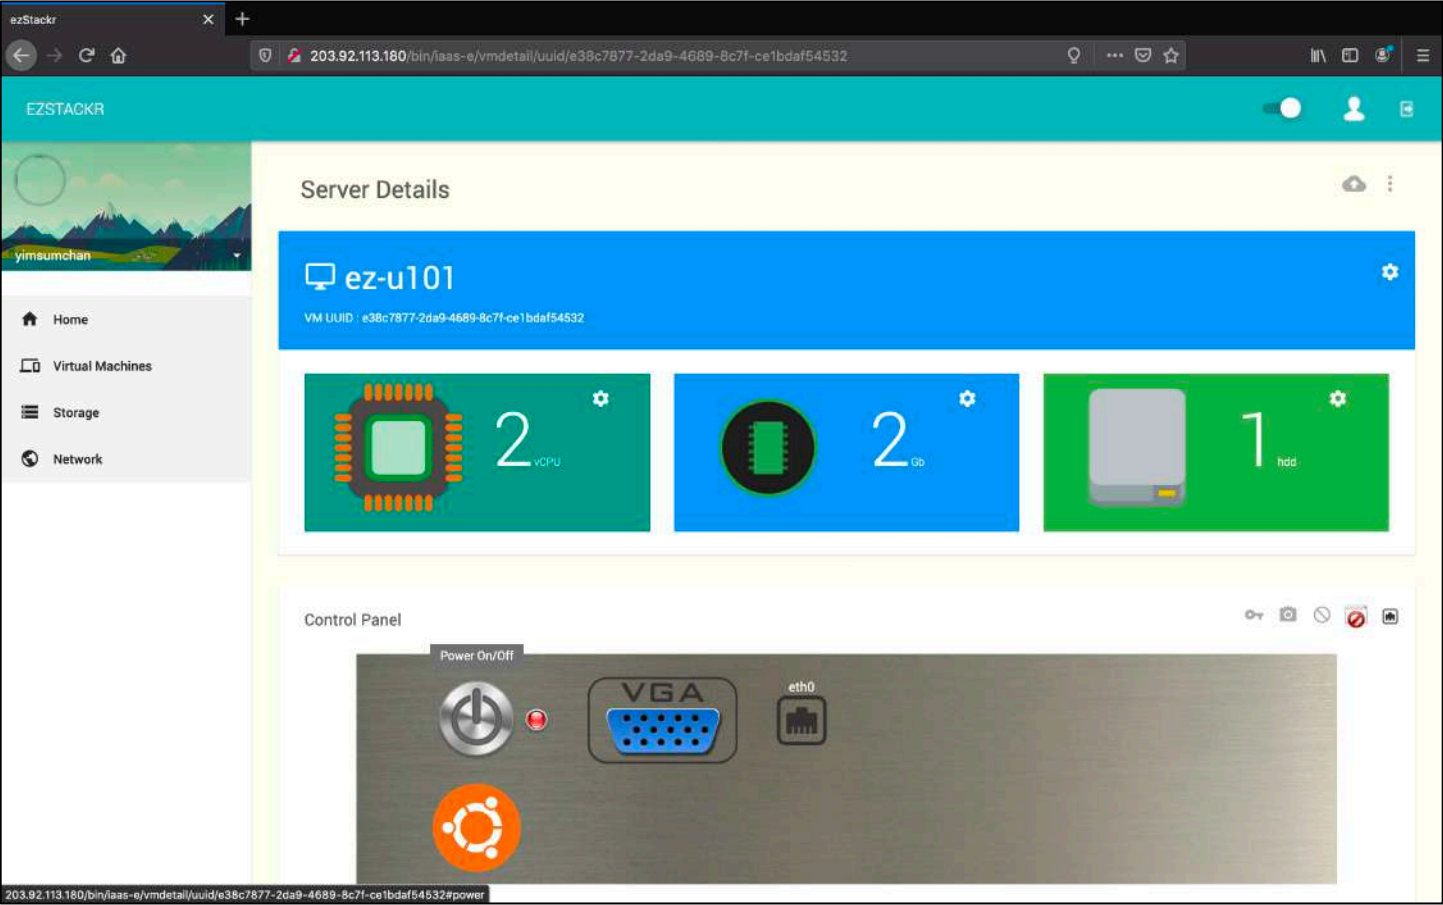 ezStackr
203.92.113.180/bin/iaas-e/vmdetail/uuid/e38c7877-2da9-4689-8c7f-ce1bdaf54532
EZSTACKR
yimsumchan
Home
Virtual Machines
Storage
Network
Server Details
ez-u101
VM UUID : e38c7877-2da9-4689-8c7f-ce1bdaf54532
2 vCPU
2 Gb
1 hdd
Control Panel
Power On/Off
VGA
eth0
203.92.113.180/bin/iaas-e/vmdetail/uuid/e38c7877-2da9-4689-8c7f-ce1bdaf54532#power